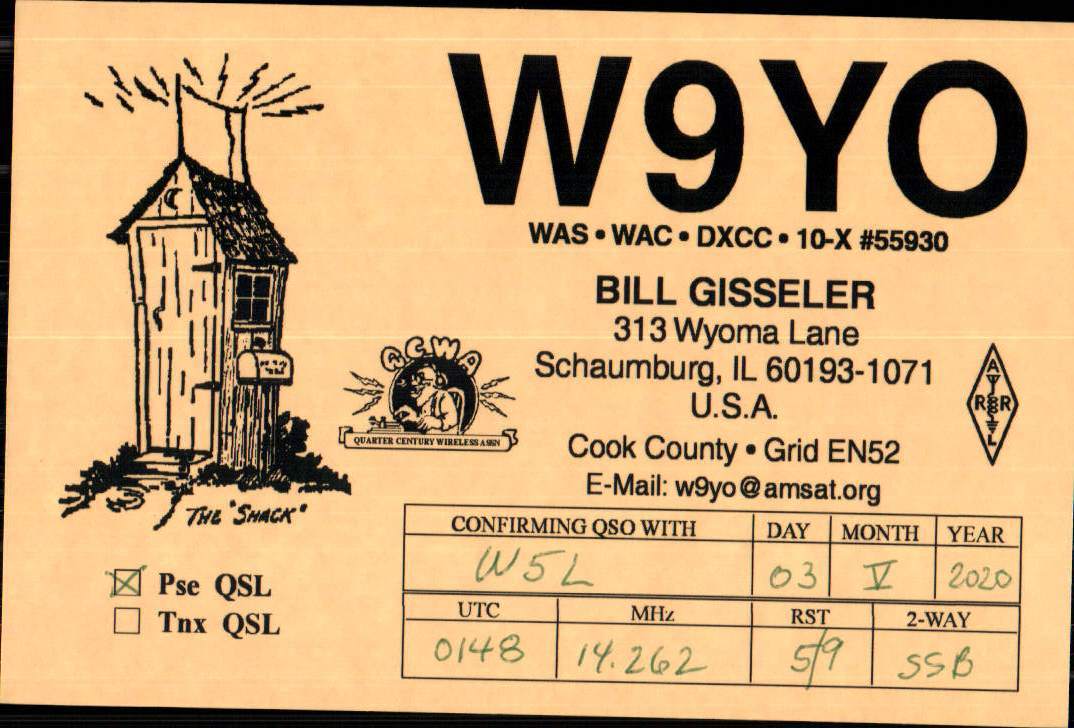 W9YO
WAS • WAC • DXCC • 10-X #55930
BILL GISSELER
313 Wyoma Lane
Schaumburg, IL 60193-1071
U.S.A.
Cook County • Grid EN52
E-Mail: w9yo@amsat.org
QCWA
QUARTER CENTURY WIRELESS ASSN
ARRL
THE "SHACK"
☒ Pse QSL
☐ Tnx QSL
CONFIRMING QSO WITH DAY MONTH YEAR
W5L 03 V 2020
UTC MHz RST 2-WAY
0148 14.262 5/9 SSB